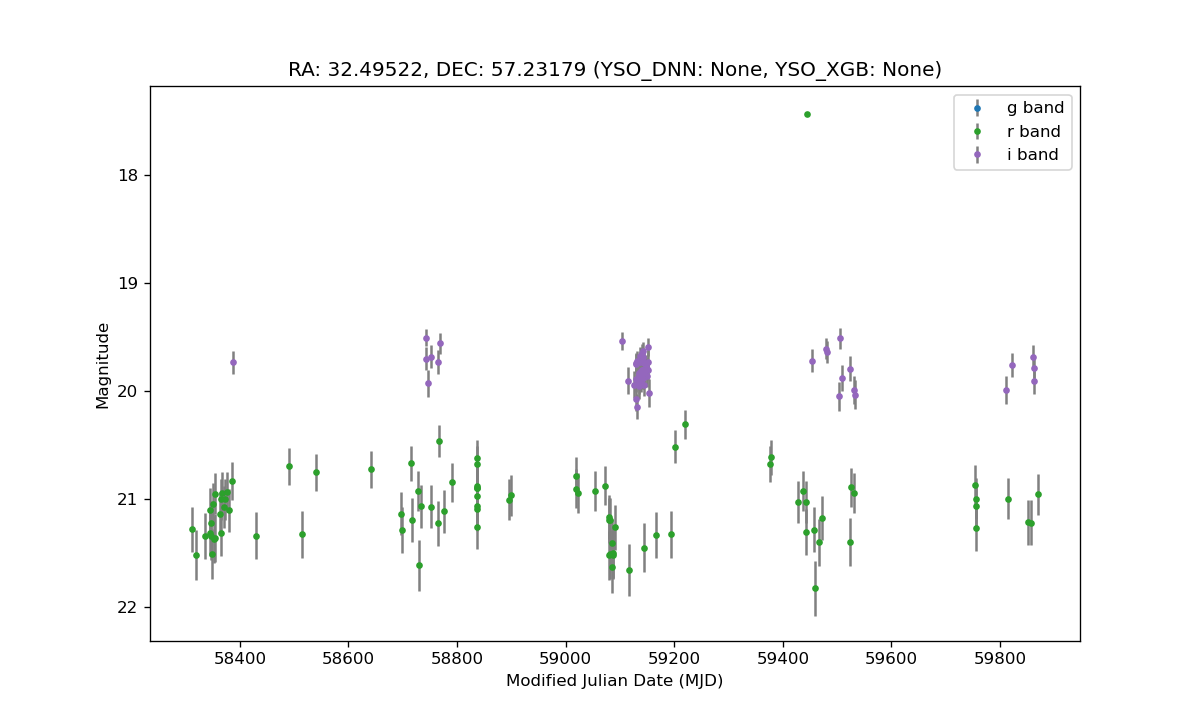 RA: 32.49522, DEC: 57.23179 (YSO_DNN: None, YSO_XGB: None)
g band
r band
i band
18
19
20
21
22
Magnitude
58400 58600 58800 59000 59200 59400 59600 59800
Modified Julian Date (MJD)